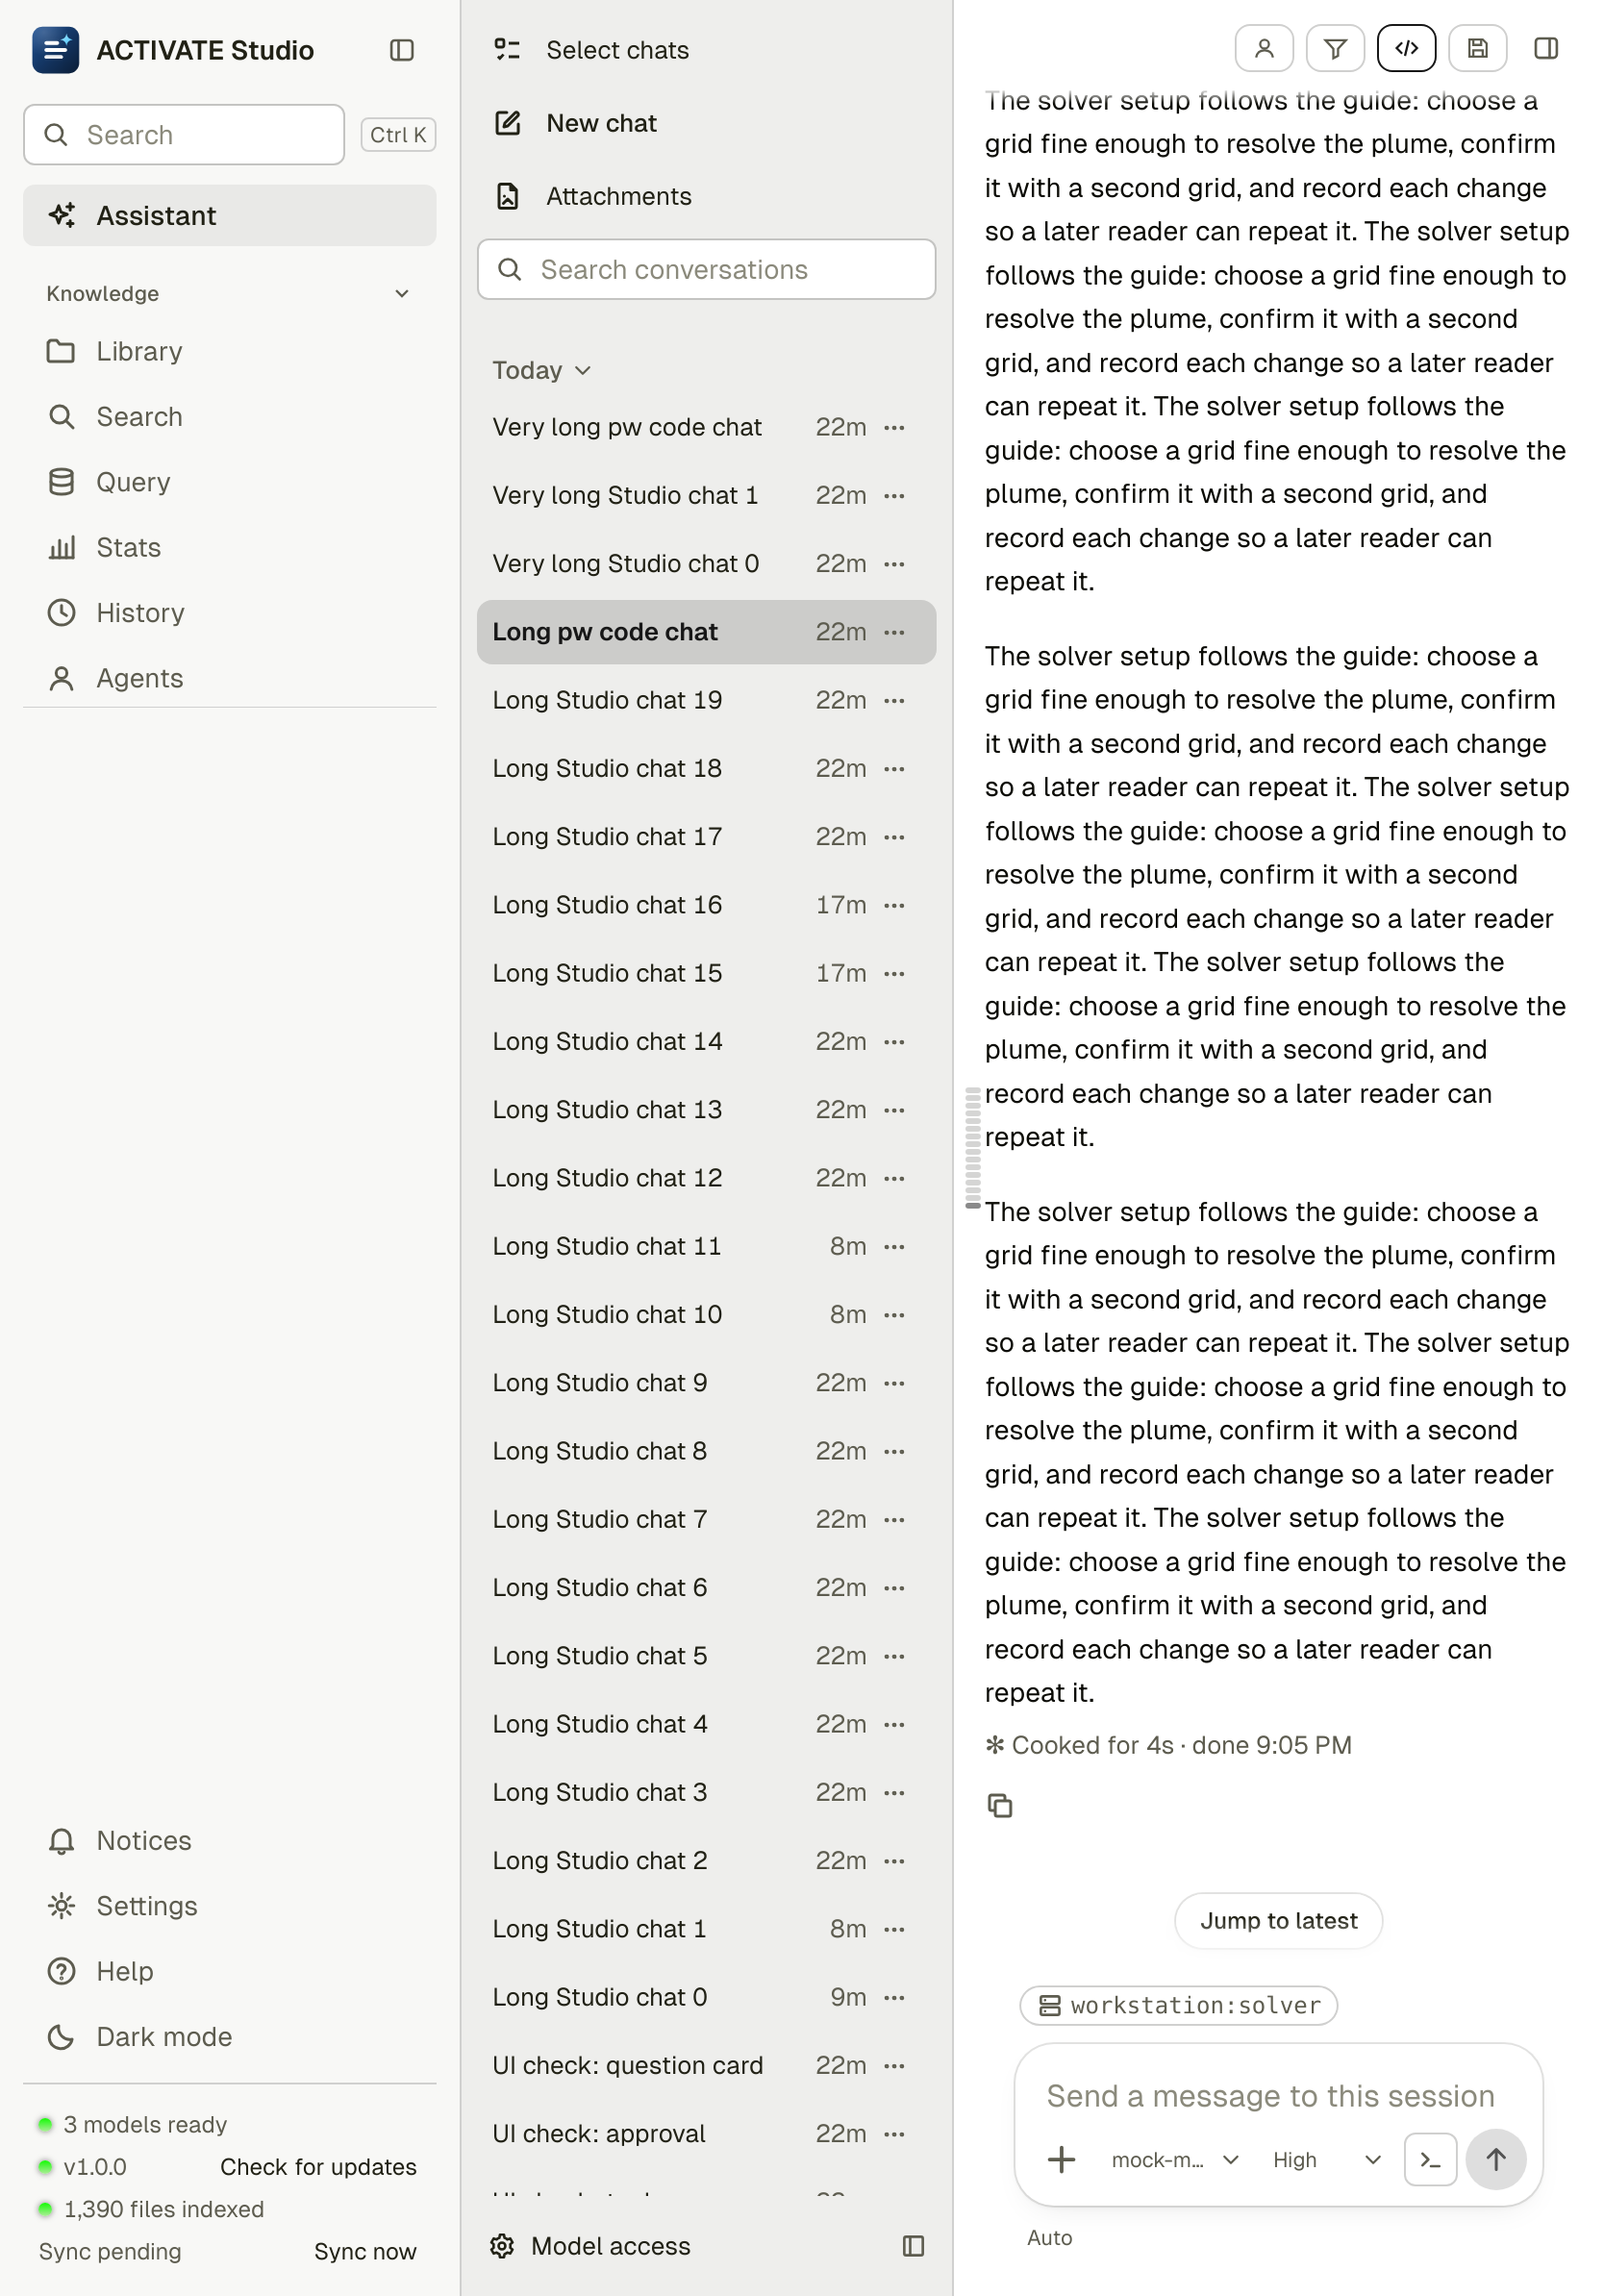 ACTIVATE Studio
Search
Ctrl K
Assistant
Knowledge
Library
Search
Query
Stats
History
Agents
Notices
Settings
Help
Dark mode
3 models ready
v1.0.0 Check for updates
1,390 files indexed
Sync pending Sync now
Select chats
New chat
Attachments
Search conversations
Today
Very long pw code chat 22m
Very long Studio chat 1 22m
Very long Studio chat 0 22m
Long pw code chat 22m
Long Studio chat 19 22m
Long Studio chat 18 22m
Long Studio chat 17 22m
Long Studio chat 16 17m
Long Studio chat 15 17m
Long Studio chat 14 22m
Long Studio chat 13 22m
Long Studio chat 12 22m
Long Studio chat 11 8m
Long Studio chat 10 8m
Long Studio chat 9 22m
Long Studio chat 8 22m
Long Studio chat 7 22m
Long Studio chat 6 22m
Long Studio chat 5 22m
Long Studio chat 4 22m
Long Studio chat 3 22m
Long Studio chat 2 22m
Long Studio chat 1 8m
Long Studio chat 0 9m
UI check: question card 22m
UI check: approval 22m
Model access
The solver setup follows the guide: choose a
grid fine enough to resolve the plume, confirm
it with a second grid, and record each change
so a later reader can repeat it. The solver setup
follows the guide: choose a grid fine enough to
resolve the plume, confirm it with a second
grid, and record each change so a later reader
can repeat it. The solver setup follows the
guide: choose a grid fine enough to resolve the
plume, confirm it with a second grid, and
record each change so a later reader can
repeat it.
The solver setup follows the guide: choose a
grid fine enough to resolve the plume, confirm
it with a second grid, and record each change
so a later reader can repeat it. The solver setup
follows the guide: choose a grid fine enough to
resolve the plume, confirm it with a second
grid, and record each change so a later reader
can repeat it. The solver setup follows the
guide: choose a grid fine enough to resolve the
plume, confirm it with a second grid, and
record each change so a later reader can
repeat it.
The solver setup follows the guide: choose a
grid fine enough to resolve the plume, confirm
it with a second grid, and record each change
so a later reader can repeat it. The solver setup
follows the guide: choose a grid fine enough to
resolve the plume, confirm it with a second
grid, and record each change so a later reader
can repeat it. The solver setup follows the
guide: choose a grid fine enough to resolve the
plume, confirm it with a second grid, and
record each change so a later reader can
repeat it.
✻ Cooked for 4s · done 9:05 PM
Jump to latest
workstation:solver
Send a message to this session
mock-m... High
Auto